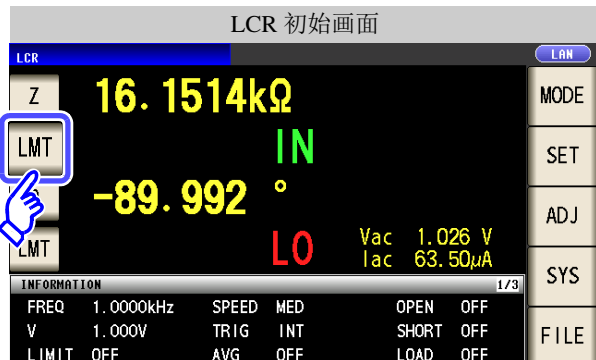 LCR 初始画面
LCR
LAN
Z
16.1514kΩ
MODE
LMT
IN
SET
-89.992 °
ADJ
LMT
LO
Vac 1.026 V
Iac 63.50μA
SYS
INFORMATION 1/3
FREQ 1.0000kHz SPEED MED OPEN OFF
V 1.000V TRIG INT SHORT OFF
FILE
LIMIT OFF AVG OFF LOAD OFF